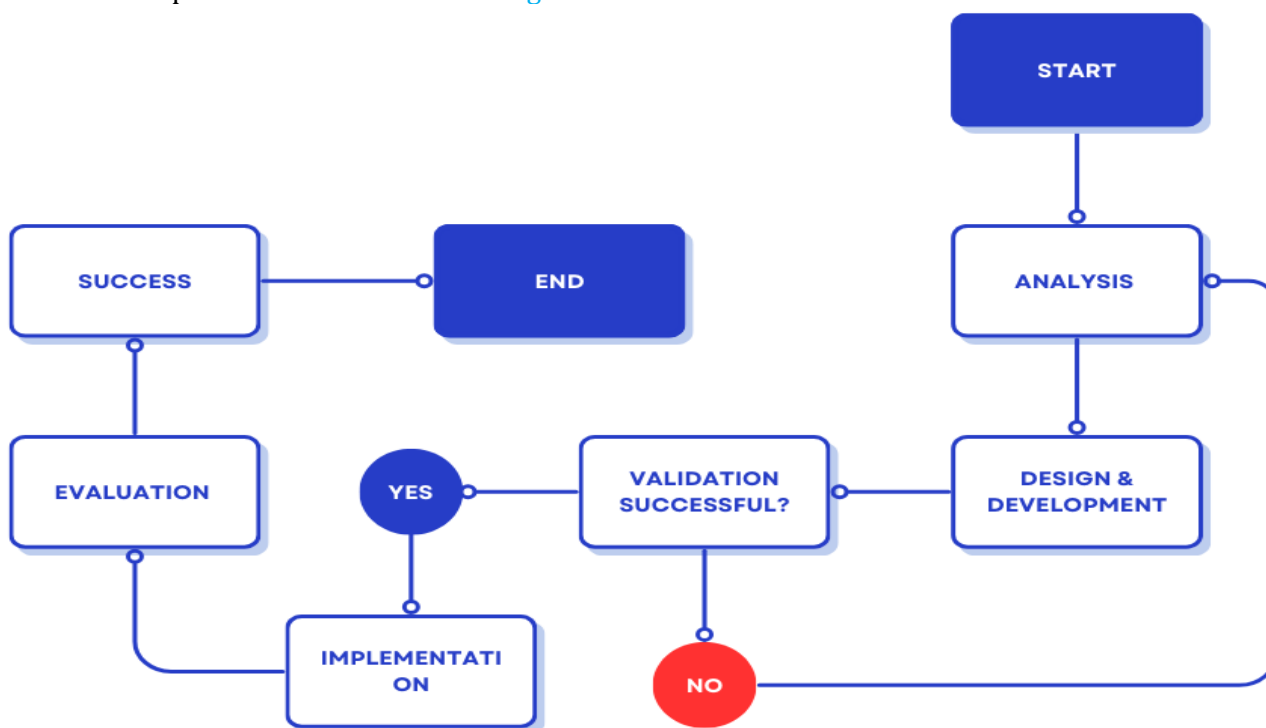 START
SUCCESS
END
ANALYSIS
EVALUATION
YES
VALIDATION
SUCCESSFUL?
DESIGN &
DEVELOPMENT
IMPLEMENTATI
ON
NO